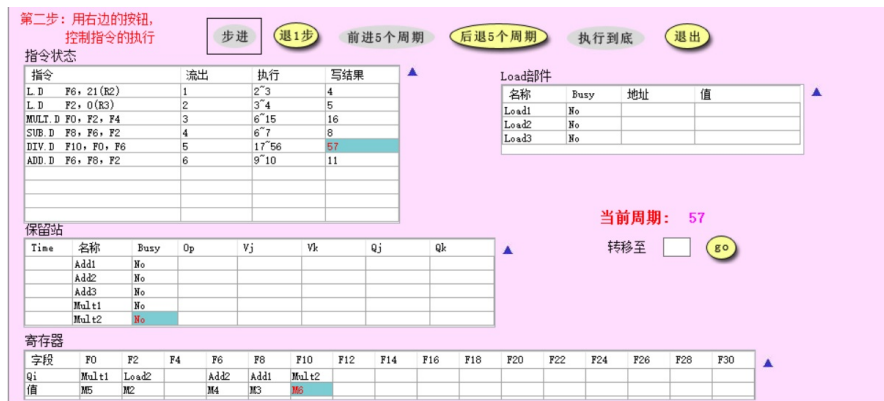 第二步：用右边的按钮，
控制指令的执行
步进 退1步 前进5个周期 后退5个周期 执行到底 退出
指令状态
指令 流出 执行 写结果
L.D F6，21(R2) 1 2~3 4
L.D F2，0(R3) 2 3~4 5
MULT.D F0，F2，F4 3 6~15 16
SUB.D F8，F6，F2 4 6~7 8
DIV.D F10，F0，F6 5 17~56 57
ADD.D F6，F8，F2 6 9~10 11
Load部件
名称 Busy 地址 值
Load1 No
Load2 No
Load3 No
当前周期： 57
转移至 go
保留站
Time 名称 Busy Op Vj Vk Qj Qk
Add1 No
Add2 No
Add3 No
Mult1 No
Mult2 No
寄存器
字段 F0 F2 F4 F6 F8 F10 F12 F14 F16 F18 F20 F22 F24 F26 F28 F30
Qi Mult1 Load2 Add2 Add1 Mult2
值 M5 M2 M4 M3 M6